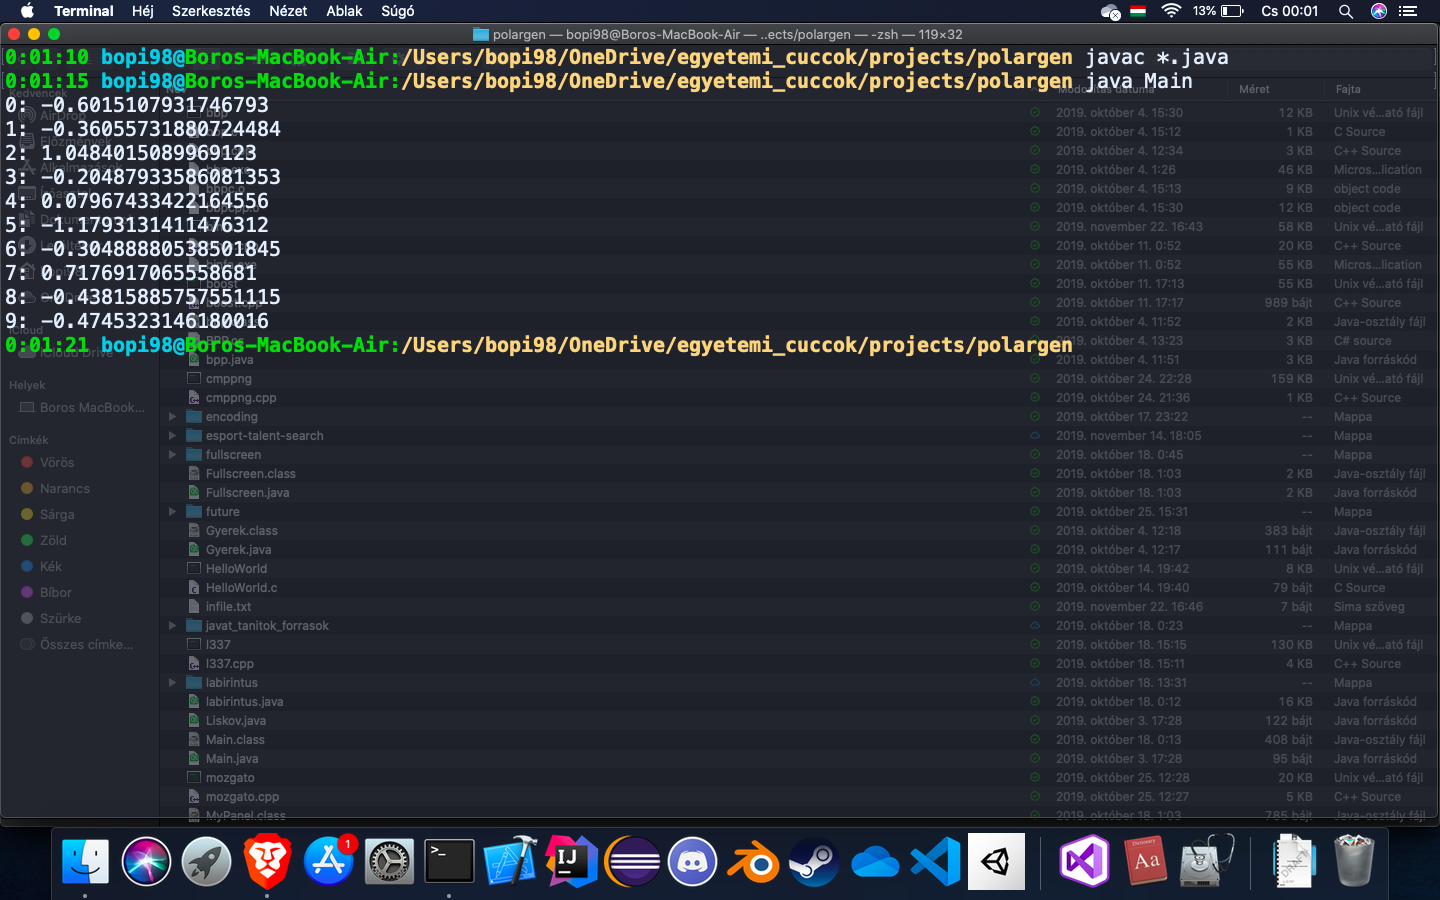 Terminal Héj Szerkesztés Nézet Ablak Súgó 13% Cs 00:01
polargen — bopi98@Boros-MacBook-Air — ..ects/polargen — -zsh — 119×32
0:01:10 bopi98@Boros-MacBook-Air:/Users/bopi98/OneDrive/egyetemi_cuccok/projects/polargen javac *.java
0:01:15 bopi98@Boros-MacBook-Air:/Users/bopi98/OneDrive/egyetemi_cuccok/projects/polargen java Main
0: -0.6015107931746793
1: -0.36055731880724484
2: 1.0484015089969123
3: -0.20487933586081353
4: 0.07967433422164556
5: -1.1793131411476312
6: -0.30488880538501845
7: 0.7176917065558681
8: -0.43815885757551115
9: -0.4745323146180016
0:01:21 bopi98@Boros-MacBook-Air:/Users/bopi98/OneDrive/egyetemi_cuccok/projects/polargen
Kedvencek
AirDrop
Alkalmazások
iCloud
iCloud Drive
Helyek
Boros MacBook...
Címkék
Vörös
Narancs
Sárga
Zöld
Kék
Bíbor
Szürke
Összes címke...
Módosítás dátuma Méret Fajta
bbp 2019. október 4. 15:30 12 KB Unix vé...ató fájl
2019. október 4. 15:12 1 KB C Source
2019. október 4. 12:34 3 KB C++ Source
2019. október 4. 1:26 46 KB Micros...lication
2019. október 4. 15:13 9 KB object code
2019. október 4. 15:30 12 KB object code
2019. november 22. 16:43 58 KB Unix vé...ató fájl
2019. október 11. 0:52 20 KB C++ Source
2019. október 11. 0:52 55 KB Micros...lication
boost 2019. október 11. 17:13 55 KB Unix vé...ató fájl
boost.cpp 2019. október 11. 17:17 989 bájt C++ Source
2019. október 4. 11:52 2 KB Java-osztály fájl
2019. október 4. 13:23 3 KB C# source
bpp.java 2019. október 4. 11:51 3 KB Java forráskód
cmppng 2019. október 24. 22:28 159 KB Unix vé...ató fájl
cmppng.cpp 2019. október 24. 21:36 1 KB C++ Source
encoding 2019. október 17. 23:22 -- Mappa
esport-talent-search 2019. november 14. 18:05 -- Mappa
fullscreen 2019. október 18. 0:45 -- Mappa
Fullscreen.class 2019. október 18. 1:03 2 KB Java-osztály fájl
Fullscreen.java 2019. október 18. 1:03 2 KB Java forráskód
future 2019. október 25. 15:31 -- Mappa
Gyerek.class 2019. október 4. 12:18 383 bájt Java-osztály fájl
Gyerek.java 2019. október 4. 12:17 111 bájt Java forráskód
HelloWorld 2019. október 14. 19:42 8 KB Unix vé...ató fájl
HelloWorld.c 2019. október 14. 19:40 79 bájt C Source
infile.txt 2019. november 22. 16:46 7 bájt Sima szöveg
javat_tanitok_forrasok 2019. október 18. 0:23 -- Mappa
l337 2019. október 18. 15:15 130 KB Unix vé...ató fájl
l337.cpp 2019. október 18. 15:11 4 KB C++ Source
labirintus 2019. október 18. 13:31 -- Mappa
labirintus.java 2019. október 18. 0:12 16 KB Java forráskód
Liskov.java 2019. október 3. 17:28 122 bájt Java forráskód
Main.class 2019. október 18. 0:13 408 bájt Java-osztály fájl
Main.java 2019. október 3. 17:28 95 bájt Java forráskód
mozgato 2019. október 25. 12:28 20 KB Unix vé...ató fájl
mozgato.cpp 2019. október 25. 12:27 5 KB C++ Source
MyPanel.class 2019. október 18. 1:03 785 bájt Java-osztály fájl
1
>_
IJ
Dictionary
Aa